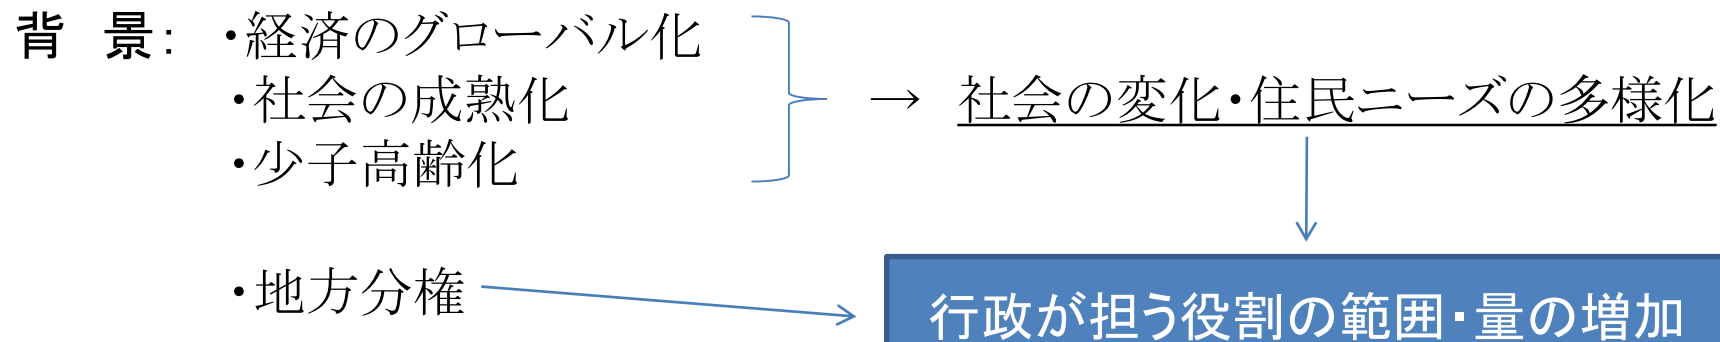 背　景： ・経済のグローバル化
・社会の成熟化
・少子高齢化
→ 社会の変化・住民ニーズの多様化
・地方分権
行政が担う役割の範囲・量の増加